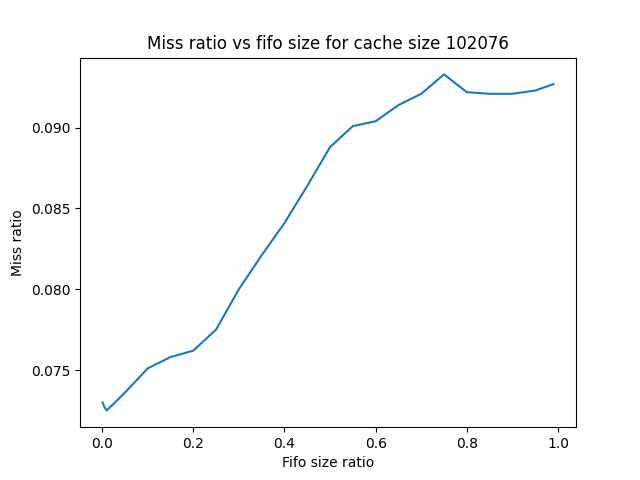 Miss ratio vs fifo size for cache size 102076
0.090
0.085
0.080
0.075
Miss ratio
0.0 0.2 0.4 0.6 0.8 1.0
Fifo size ratio